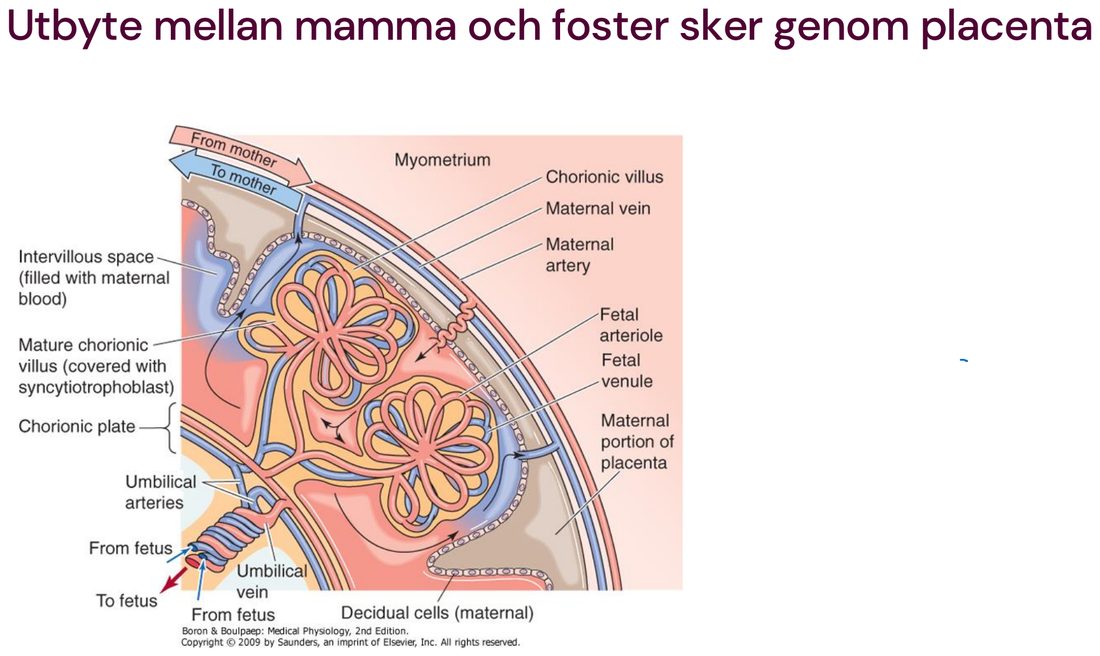 Utbyte mellan mamma och foster sker genom placenta
From mother
To mother
Myometrium
Chorionic villus
Maternal vein
Maternal
artery
Intervillous space
(filled with maternal
blood)
Fetal
arteriole
Fetal
venule
Mature chorionic
villus (covered with
syncytiotrophoblast)
Chorionic plate
Maternal
portion of
placenta
Umbilical
arteries
From fetus
To fetus
Umbilical
vein
From fetus
Decidual cells (maternal)
Boron & Boulpaep: Medical Physiology, 2nd Edition.
Copyright © 2009 by Saunders, an imprint of Elsevier, Inc. All rights reserved.